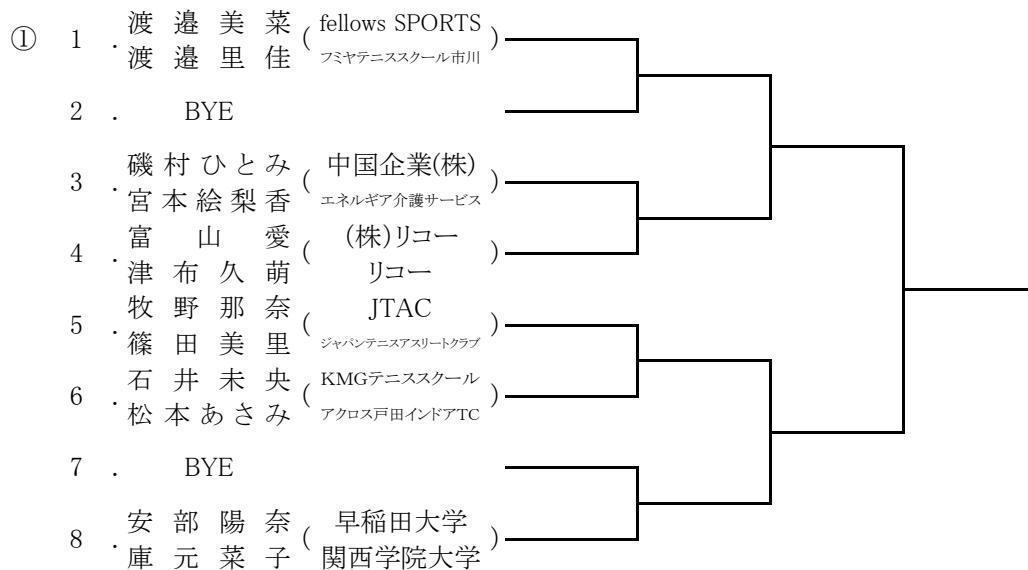 ① 1 . 渡邉美菜 ( fellows SPORTS )
渡邉里佳 フミヤテニススクール市川
2 . BYE
3 . 磯村ひとみ ( 中国企業(株) )
宮本絵梨香 エネルギア介護サービス
4 . 富山愛 ( (株)リコー )
津布久萌 リコー
5 . 牧野那奈 ( JTAC )
篠田美里 ジャパンテニスアスリートクラブ
6 . 石井未央 ( KMGテニススクール )
松本あさみ アクロス戸田インドアTC
7 . BYE
8 . 安部陽奈 ( 早稲田大学 )
庫元菜子 関西学院大学